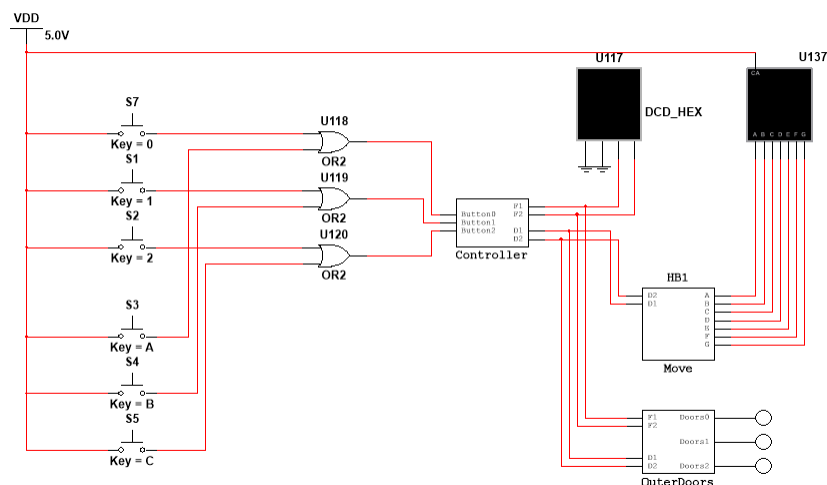 VDD
5.0V
U117
U137
CA
DCD_HEX
A B C D E F G
S7
Key = 0
U118
OR2
S1
Key = 1
U119
OR2
S2
Key = 2
U120
OR2
Button0
Button1
Button2
F1
F2
D1
D2
Controller
HB1
D2
D1
A
B
C
D
E
F
G
Move
S3
Key = A
S4
Key = B
S5
Key = C
F1
F2
D1
D2
Doors0
Doors1
Doors2
OuterDoors